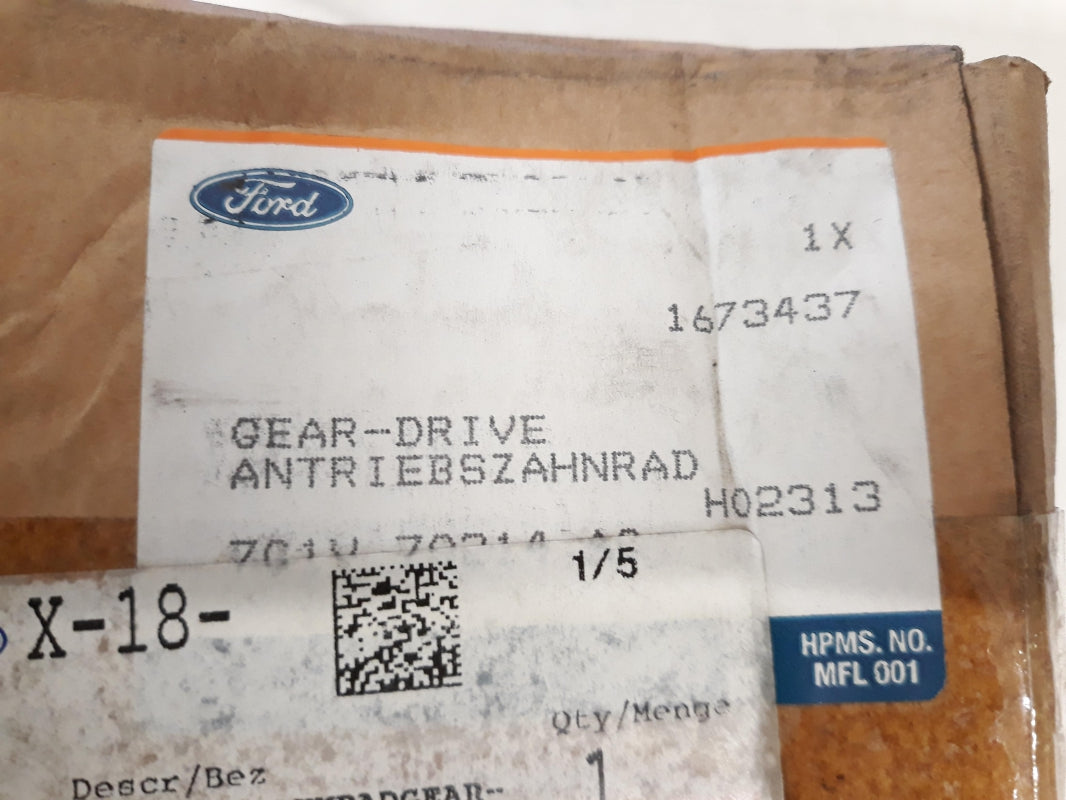 Ford
1X
1673437
GEAR-DRIVE
ANTRIEBSZAHNRAD
H02313
1/5
X-18-
HPMS. NO.
MFL 001
Qty/Menge
Descr/Bez
1